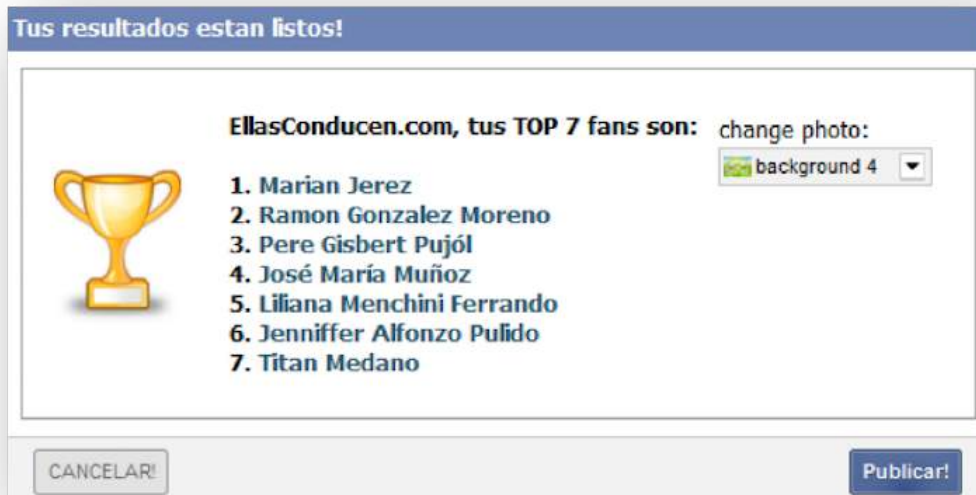 Tus resultados estan listos!
EllasConducen.com, tus TOP 7 fans son:
change photo:
background 4
1. Marian Jerez
2. Ramon Gonzalez Moreno
3. Pere Gisbert Pujól
4. José María Muñoz
5. Liliana Menchini Ferrando
6. Jenniffer Alfonzo Pulido
7. Titan Medano
CANCELAR!
Publicar!